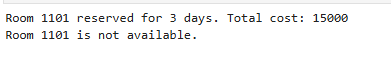 Room 1101 reserved for 3 days. Total cost: 15000
Room 1101 is not available.